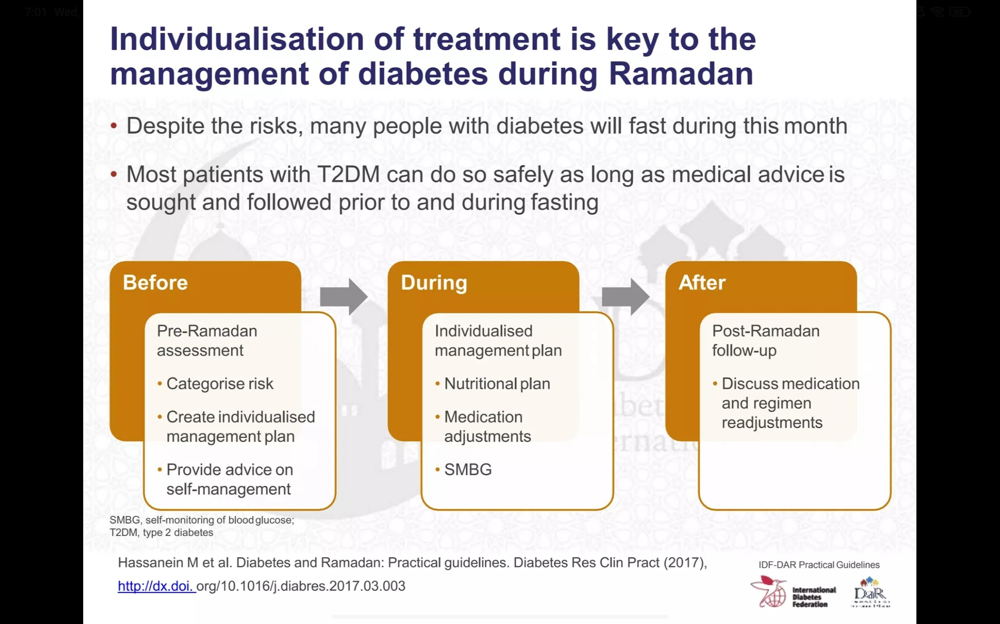 7:01 Wed,
65
Individualisation of treatment is key to the
management of diabetes during Ramadan
• Despite the risks, many people with diabetes will fast during this month
• Most patients with T2DM can do so safely as long as medical advice is
sought and followed prior to and during fasting
Before
Pre-Ramadan
assessment
• Categorise risk
• Create individualised
management plan
• Provide advice on
self-management
During
Individualised
management plan
• Nutritional plan
• Medication
adjustments
• SMBG
After
Post-Ramadan
follow-up
• Discuss medication
and regimen
readjustments
SMBG, self-monitoring of blood glucose;
T2DM, type 2 diabetes
Hassanein M et al. Diabetes and Ramadan: Practical guidelines. Diabetes Res Clin Pract (2017),
http://dx.doi. org/10.1016/j.diabres.2017.03.003
IDF-DAR Practical Guidelines
International
Diabetes
Federation
DaR